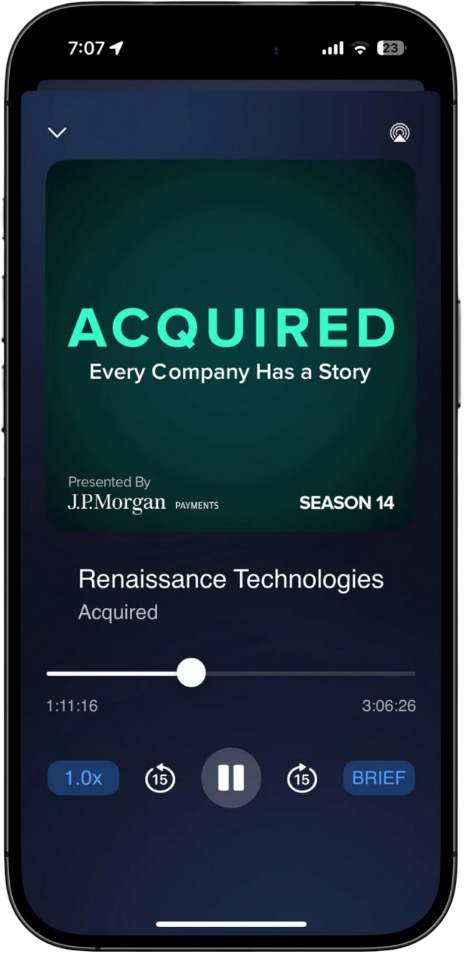 7:07
23
ACQUIRED
Every Company Has a Story
Presented By
J.P.Morgan PAYMENTS
SEASON 14
Renaissance Technologies
Acquired
1:11:16
3:06:26
1.0x
15
15
BRIEF